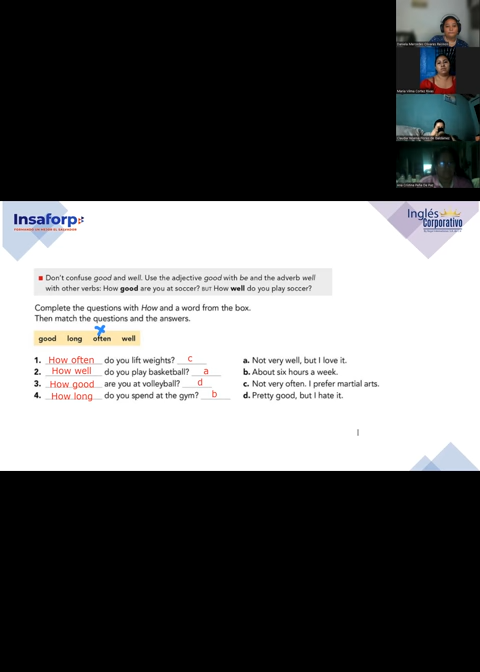 Maria Vilma Cortez Rivas
Insaforp
Inglés
Corporativo
Don't confuse good and well. Use the adjective good with be and the adverb well
with other verbs: How good are you at soccer? BUT How well do you play soccer?
Complete the questions with How and a word from the box.
Then match the questions and the answers.
good long often well
1. How often do you lift weights? c
2. How well do you play basketball? a
3. How good are you at volleyball? d
4. How long do you spend at the gym? b
a. Not very well, but I love it.
b. About six hours a week.
c. Not very often. I prefer martial arts.
d. Pretty good, but I hate it.